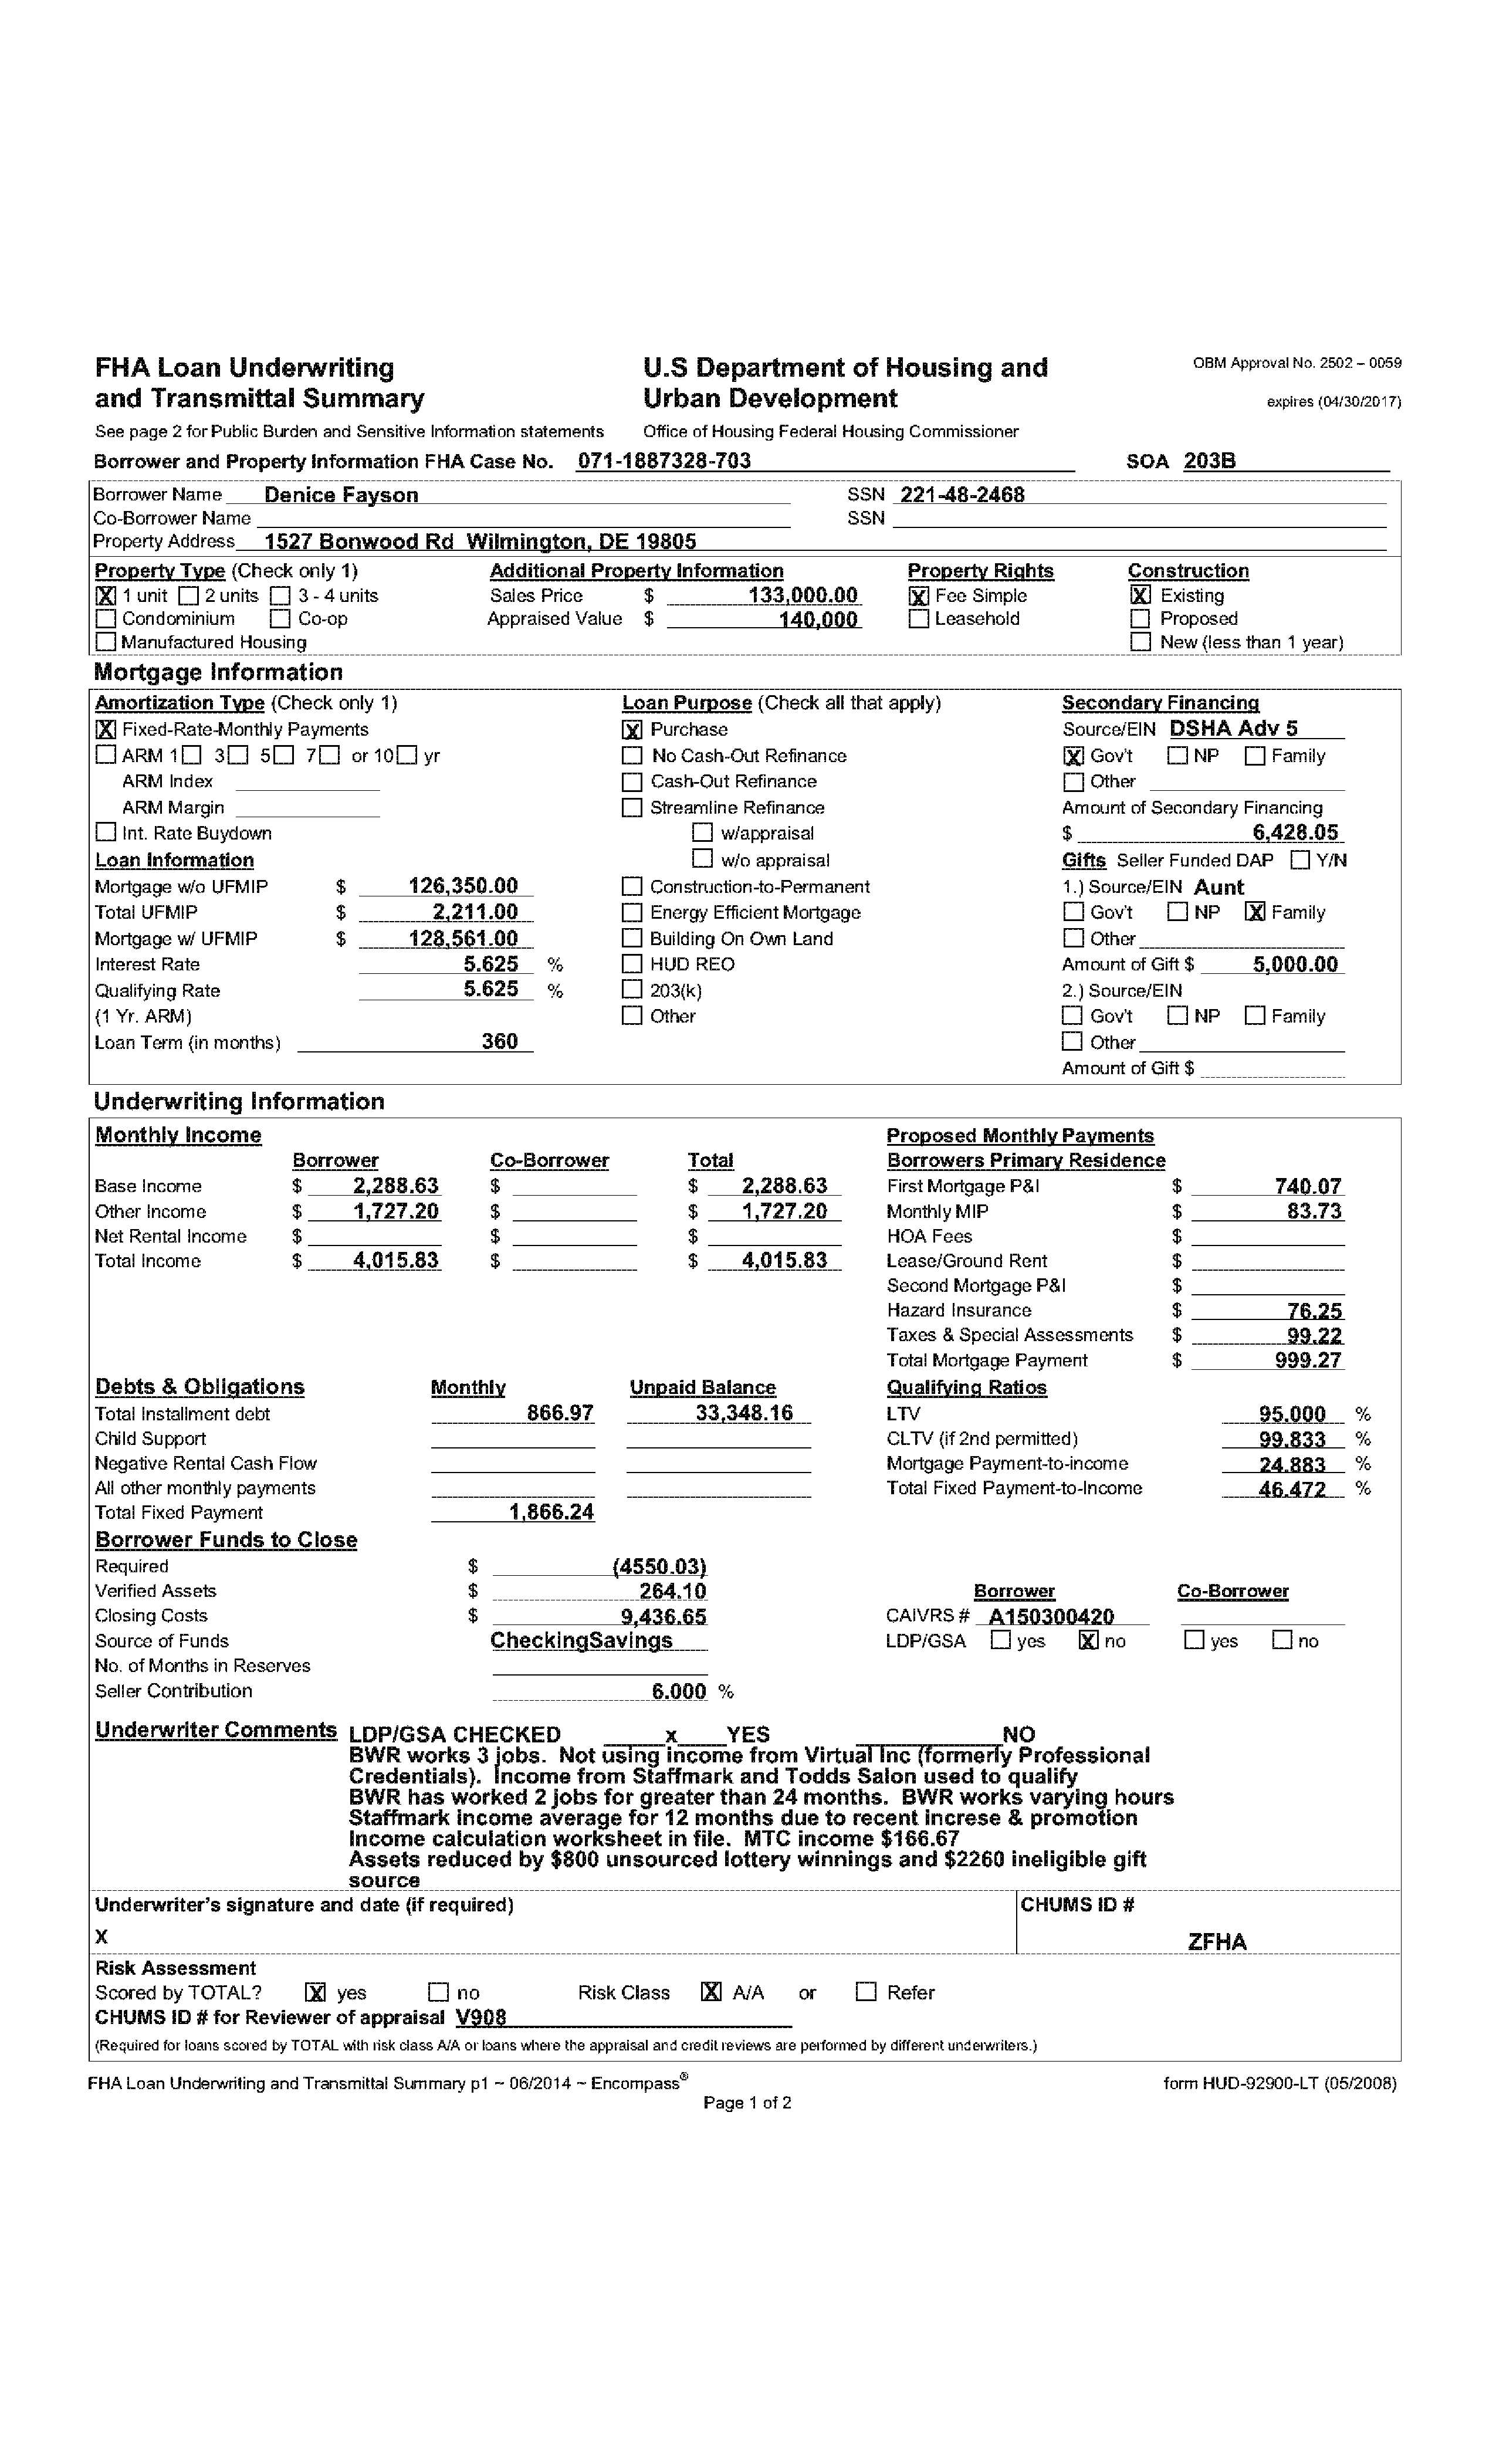 FHA Loan Underwriting U.S Department of Housing and OBM Approval No. 2502 – 0059
and Transmittal Summary Urban Development expires (04/30/2017)
See page 2 for Public Burden and Sensitive Information statements Office of Housing Federal Housing Commissioner
Borrower and Property Information FHA Case No. 071-1887328-703 SOA 203B
Borrower Name Denice Fayson SSN 221-48-2468
Co-Borrower Name SSN
Property Address 1527 Bonwood Rd Wilmington, DE 19805
Property Type (Check only 1) Additional Property Information Property Rights Construction
X 1 unit 2 units 3 - 4 units Sales Price $ 133,000.00 X Fee Simple X Existing
Condominium Co-op Appraised Value $ 140,000 Leasehold Proposed
Manufactured Housing New (less than 1 year)
Mortgage Information
Amortization Type (Check only 1) Loan Purpose (Check all that apply) Secondary Financing
X Fixed-Rate-Monthly Payments X Purchase Source/EIN DSHA Adv 5
ARM 1 3 5 7 or 10 yr No Cash-Out Refinance X Gov't NP Family
ARM Index Cash-Out Refinance Other
ARM Margin Streamline Refinance Amount of Secondary Financing
Int. Rate Buydown w/appraisal $ 6,428.05
Loan Information w/o appraisal Gifts Seller Funded DAP Y/N
Mortgage w/o UFMIP $ 126,350.00 Construction-to-Permanent 1.) Source/EIN Aunt
Total UFMIP $ 2,211.00 Energy Efficient Mortgage Gov't NP X Family
Mortgage w/ UFMIP $ 128,561.00 Building On Own Land Other
Interest Rate 5.625 % HUD REO Amount of Gift $ 5,000.00
Qualifying Rate 5.625 % 203(k) 2.) Source/EIN
(1 Yr. ARM) Other Gov't NP Family
Loan Term (in months) 360 Other
Amount of Gift $
Underwriting Information
Monthly Income Proposed Monthly Payments
Borrower Co-Borrower Total Borrowers Primary Residence
Base Income $ 2,288.63 $ $ 2,288.63 First Mortgage P&I $ 740.07
Other Income $ 1,727.20 $ $ 1,727.20 Monthly MIP $ 83.73
Net Rental Income $ $ $ HOA Fees $
Total Income $ 4,015.83 $ $ 4,015.83 Lease/Ground Rent $
Second Mortgage P&I $
Hazard Insurance $ 76.25
Taxes & Special Assessments $ 99.22
Total Mortgage Payment $ 999.27
Debts & Obligations Monthly Unpaid Balance Qualifying Ratios
Total Installment debt 866.97 33,348.16 LTV 95.000 %
Child Support CLTV (if 2nd permitted) 99.833 %
Negative Rental Cash Flow Mortgage Payment-to-income 24.883 %
All other monthly payments Total Fixed Payment-to-Income 46.472 %
Total Fixed Payment 1,866.24
Borrower Funds to Close
Required $ (4550.03)
Verified Assets $ 264.10 Borrower Co-Borrower
Closing Costs $ 9,436.65 CAIVRS # A150300420
Source of Funds CheckingSavings LDP/GSA yes X no yes no
No. of Months in Reserves
Seller Contribution 6.000 %
Underwriter Comments LDP/GSA CHECKED x YES NO
BWR works 3 jobs. Not using income from Virtual Inc (formerly Professional
Credentials). Income from Staffmark and Todds Salon used to qualify
BWR has worked 2 jobs for greater than 24 months. BWR works varying hours
Staffmark income average for 12 months due to recent increse & promotion
Income calculation worksheet in file. MTC income $166.67
Assets reduced by $800 unsourced lottery winnings and $2260 ineligible gift
source
Underwriter's signature and date (if required) CHUMS ID #
X ZFHA
Risk Assessment
Scored by TOTAL? X yes no Risk Class X A/A or Refer
CHUMS ID # for Reviewer of appraisal V908
(Required for loans scored by TOTAL with risk class A/A or loans where the appraisal and credit reviews are performed by different underwriters.)
FHA Loan Underwriting and Transmittal Summary p1 ~ 06/2014 ~ Encompass® form HUD-92900-LT (05/2008)
Page 1 of 2